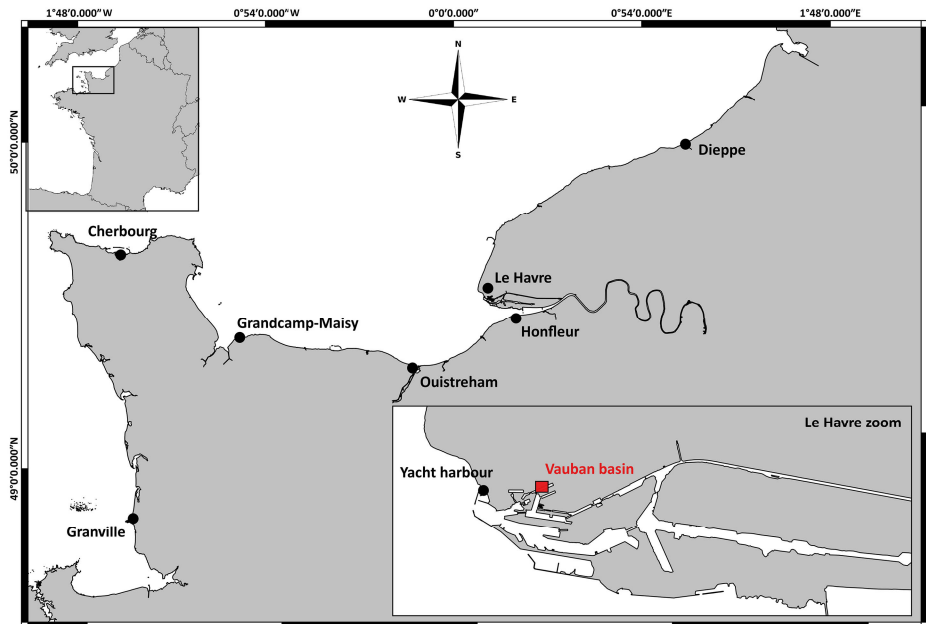 1°48'0.000"W 0°54'0.000"W 0°0'0.000"E 0°54'0.000"E 1°48'0.000"E
50°0'0.000"N
49°0'0.000"N
N
W E
S
Dieppe
Cherbourg
Le Havre
Grandcamp-Maisy
Honfleur
Ouistreham
Le Havre zoom
Vauban basin
Yacht harbour
Granville